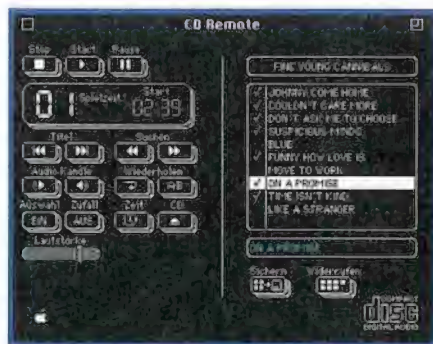 CD Remote
Stop Start Pause
FINE YOUNG CANNIBALS
01 Spielzeit: Start 02:39
JOHNNY COME HOME
COULDN'T CARE MORE
DON'T ASK ME TO CHOOSE
SUSPICIOUS MINDS
BLUE
FUNNY HOW LOVE IS
MOVE TO WORK
ON A PROMISE
TIME ISN'T KIND
LIKE A STRANGER
Titel Suchen
Audio-Kanäle Wiederholen
A-B
Auswahl Zufall Zeit CD
EIN AUS
Lautstärke
ON A PROMISE
Sichern Widerrufen
COMPACT
disc
DIGITAL AUDIO